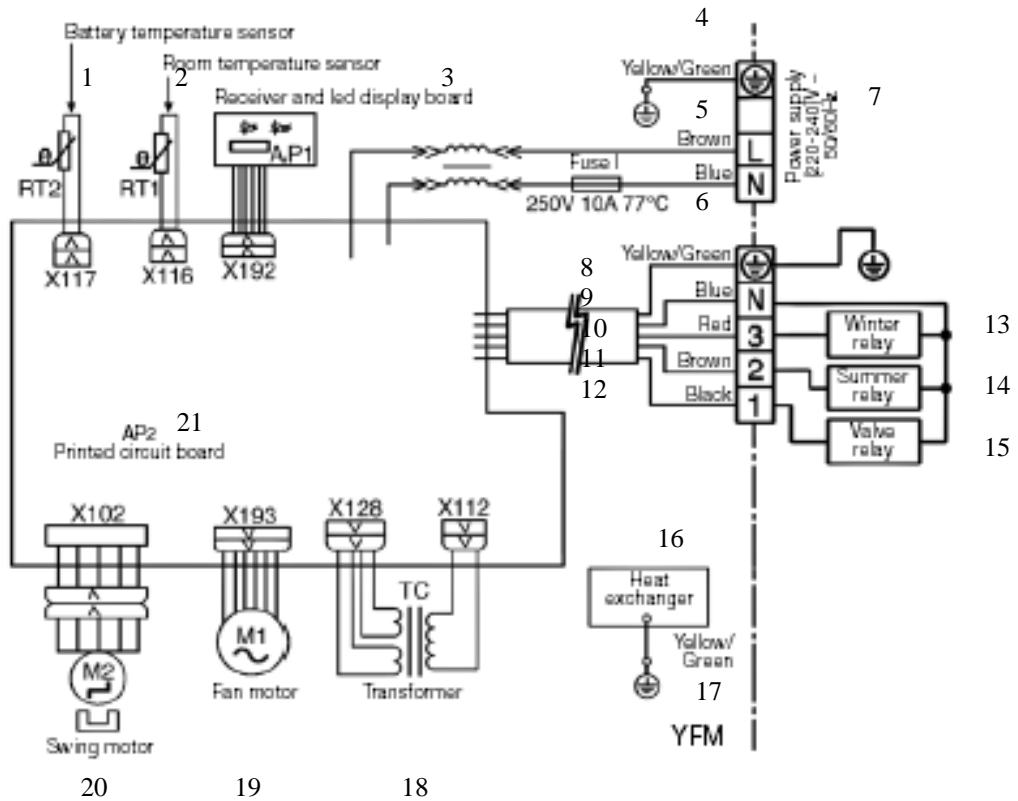 4
Battery temperature sensor
1
2
Room temperature sensor
3
Receiver and led display board
A.P1
RT2
RT1
X117
X116
X192
Yellow/Green
5
Brown
L
Fuse I
Blue
N
250V 10A 77°C
6
Power supply
220-240V ~
50/60Hz
7
Yellow/Green
8
9
Blue
N
10
Red
3
Winter
relay
13
11
Brown
2
Summer
relay
14
12
Black
1
Valve
relay
15
AP2
21
Printed circuit board
X102
X193
X128
X112
16
Heat
exchanger
TC
M1
M2
Yellow/
Green
Fan motor
Transformer
17
YFM
Swing motor
20
19
18